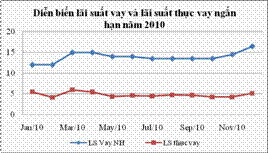 Diễn biến lãi suất vay và lãi suất thực vay ngắn
hạn năm 2010
20
15
10
5
0
Jan/10 Mar/10 May/10 Jul/10 Sep/10 Nov/10
LS Vay NH LS thực vay